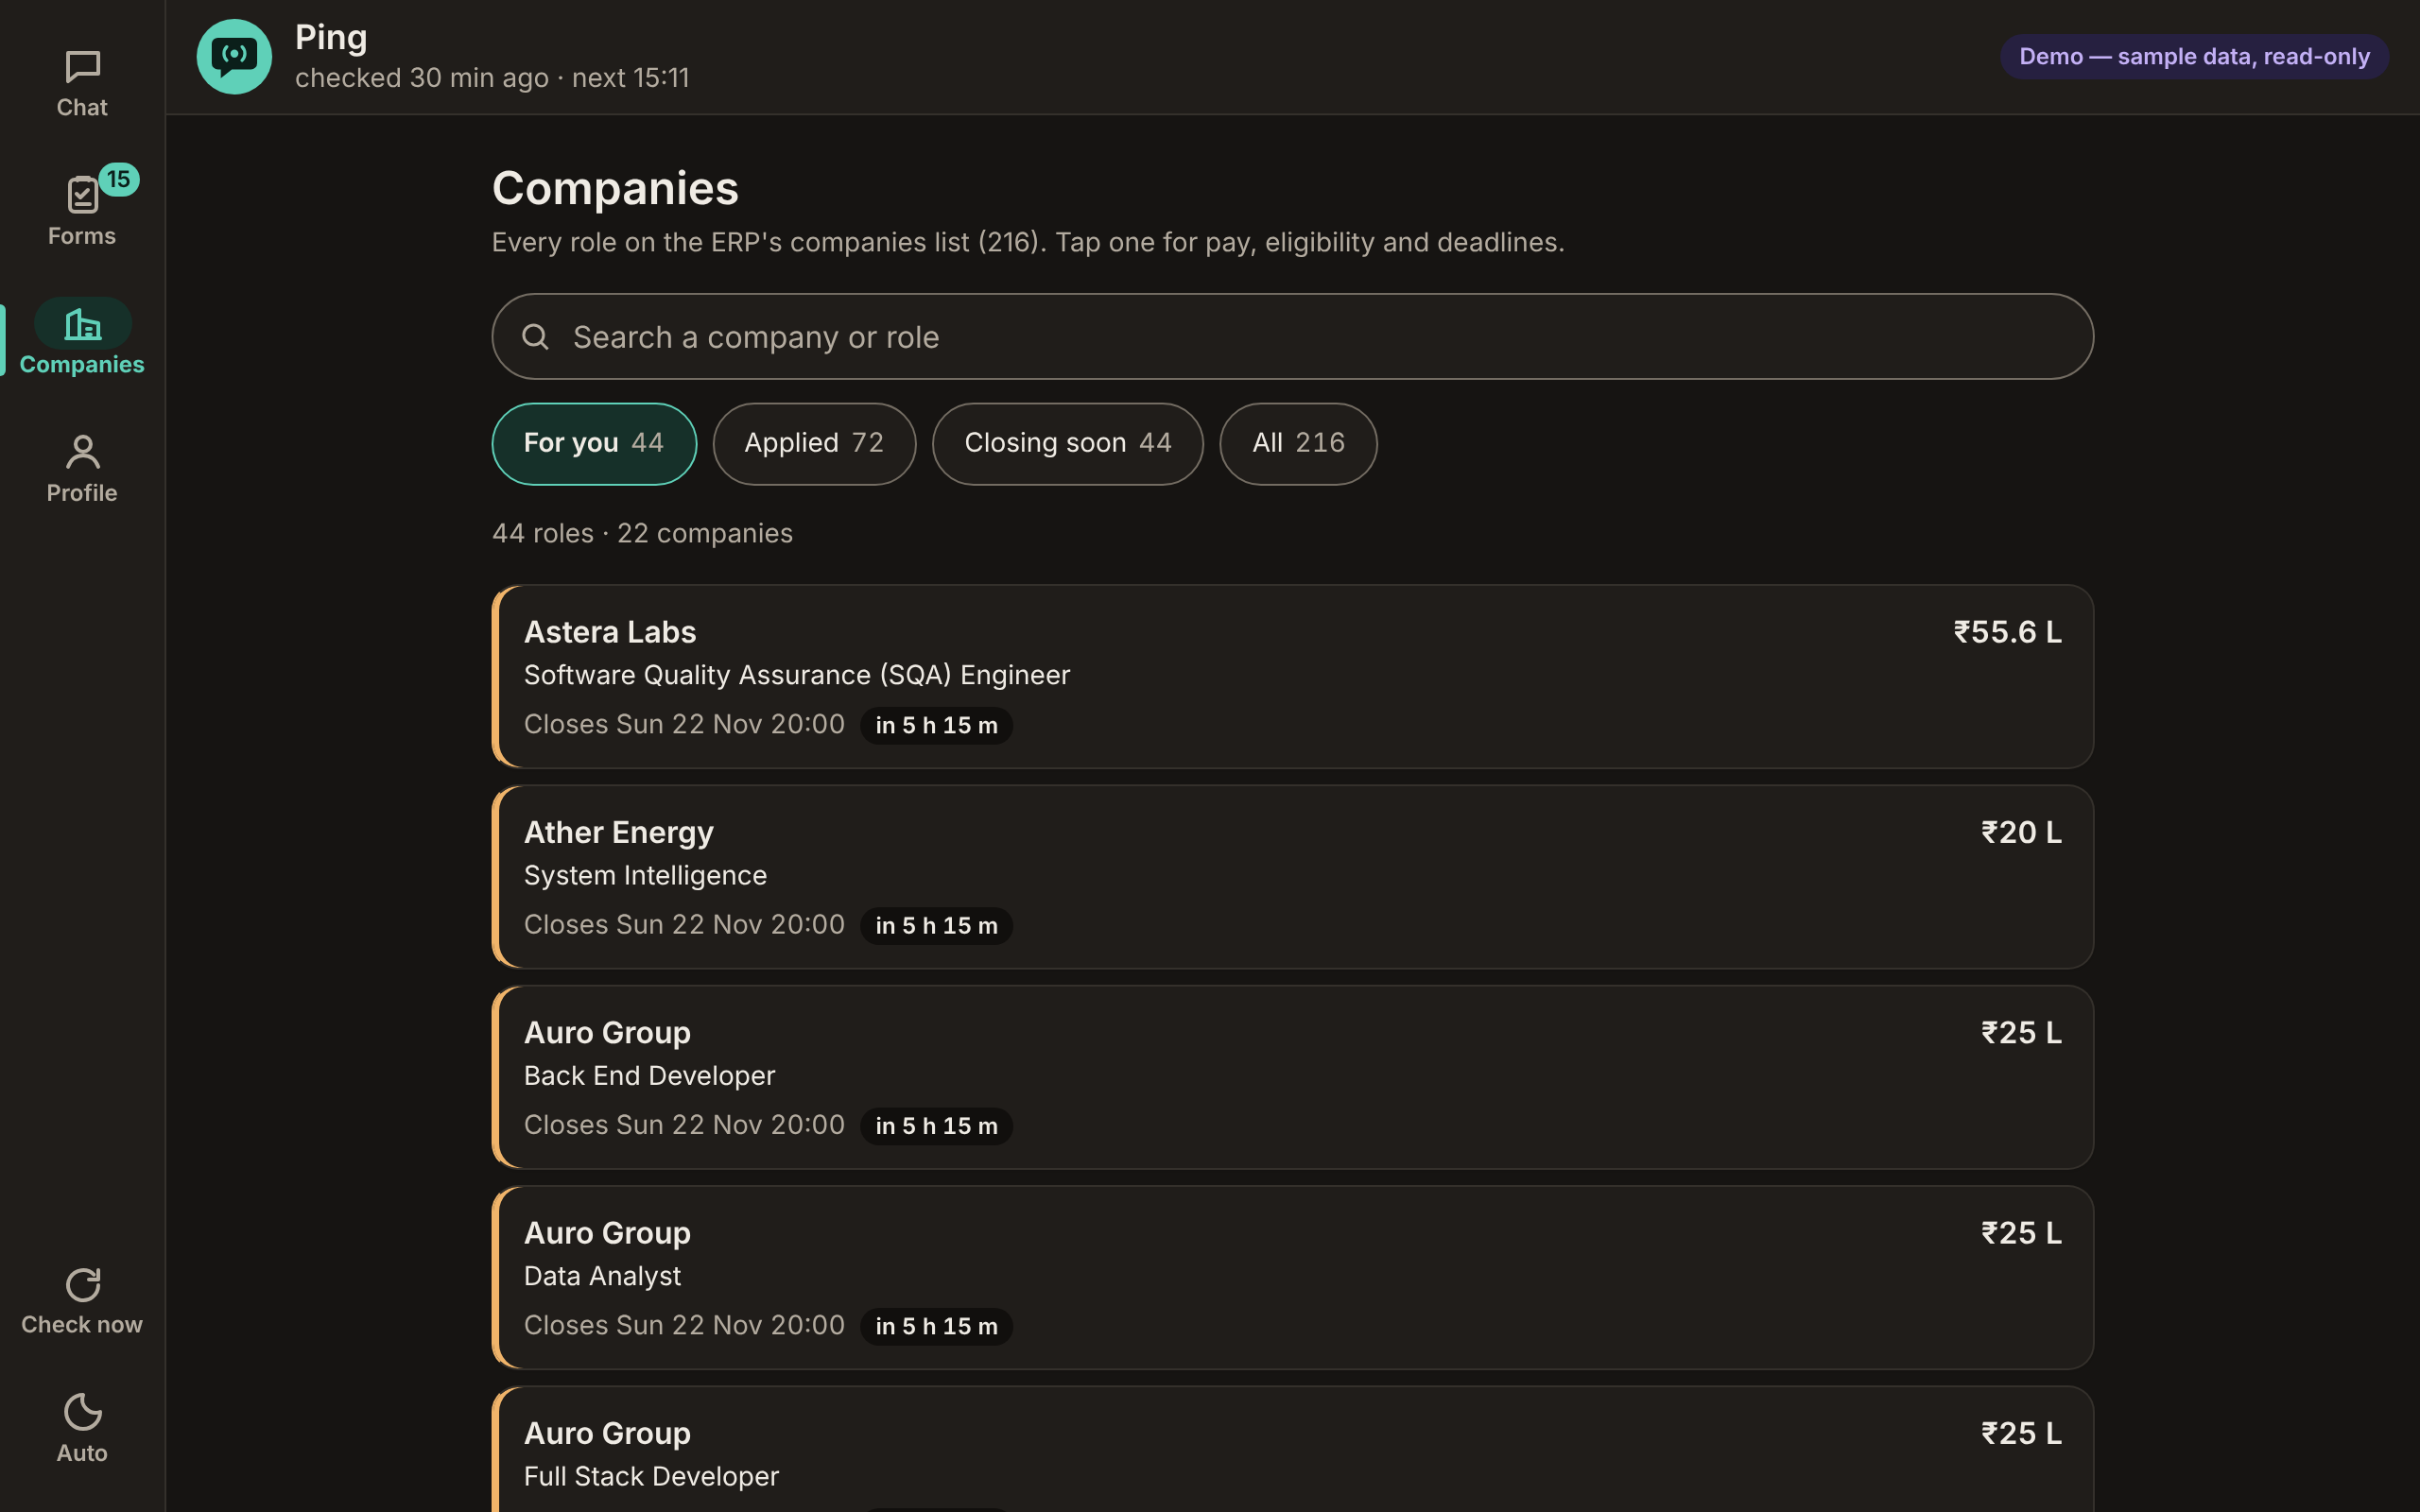 Chat
15
Forms
Companies
Profile
Check now
Auto
Ping
checked 30 min ago · next 15:11
Demo — sample data, read-only
Companies
Every role on the ERP's companies list (216). Tap one for pay, eligibility and deadlines.
Search a company or role
For you 44
Applied 72
Closing soon 44
All 216
44 roles · 22 companies
Astera Labs
₹55.6 L
Software Quality Assurance (SQA) Engineer
Closes Sun 22 Nov 20:00 in 5 h 15 m
Ather Energy
₹20 L
System Intelligence
Closes Sun 22 Nov 20:00 in 5 h 15 m
Auro Group
₹25 L
Back End Developer
Closes Sun 22 Nov 20:00 in 5 h 15 m
Auro Group
₹25 L
Data Analyst
Closes Sun 22 Nov 20:00 in 5 h 15 m
Auro Group
₹25 L
Full Stack Developer